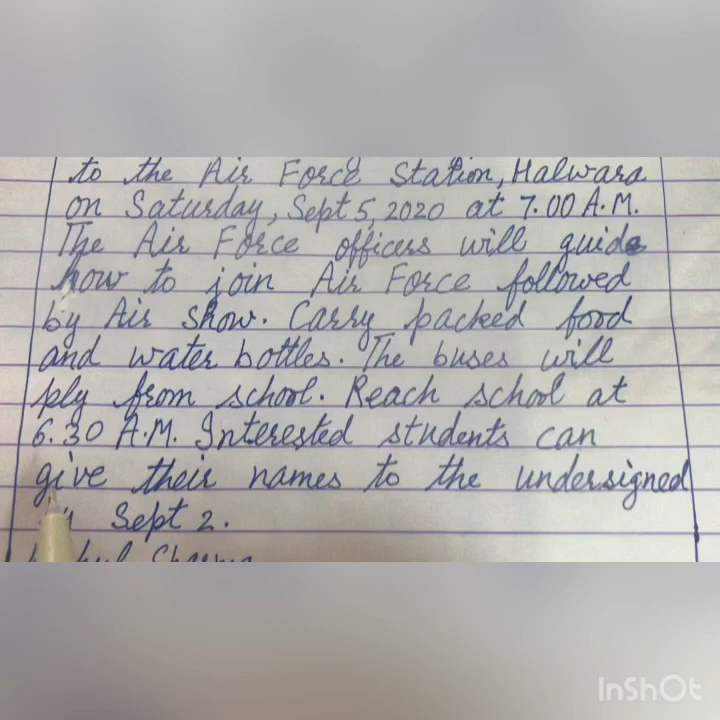 to the Air Force Station, Halwara
on Saturday, Sept 5, 2020 at 7.00 A.M.
The Air Force officers will guide
how to join Air Force followed
by Air show. Carry packed food
and water bottles. The buses will
ply from school. Reach school at
6.30 A.M. Interested students can
give their names to the undersigned
Sept 2.
Sharma
InShOt